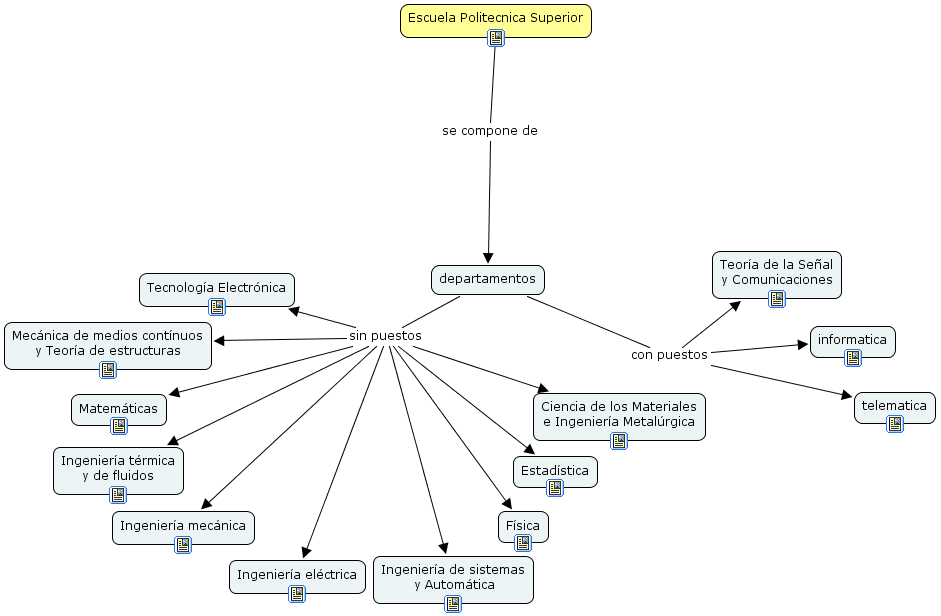 Escuela Politecnica Superior
se compone de
departamentos
sin puestos
con puestos
Tecnología Electrónica
Mecánica de medios contínuos
y Teoría de estructuras
Matemáticas
Ingeniería térmica
y de fluidos
Ingeniería mecánica
Ingeniería eléctrica
Ingeniería de sistemas
y Automática
Física
Estadística
Ciencia de los Materiales
e Ingeniería Metalúrgica
Teoría de la Señal
y Comunicaciones
informatica
telematica